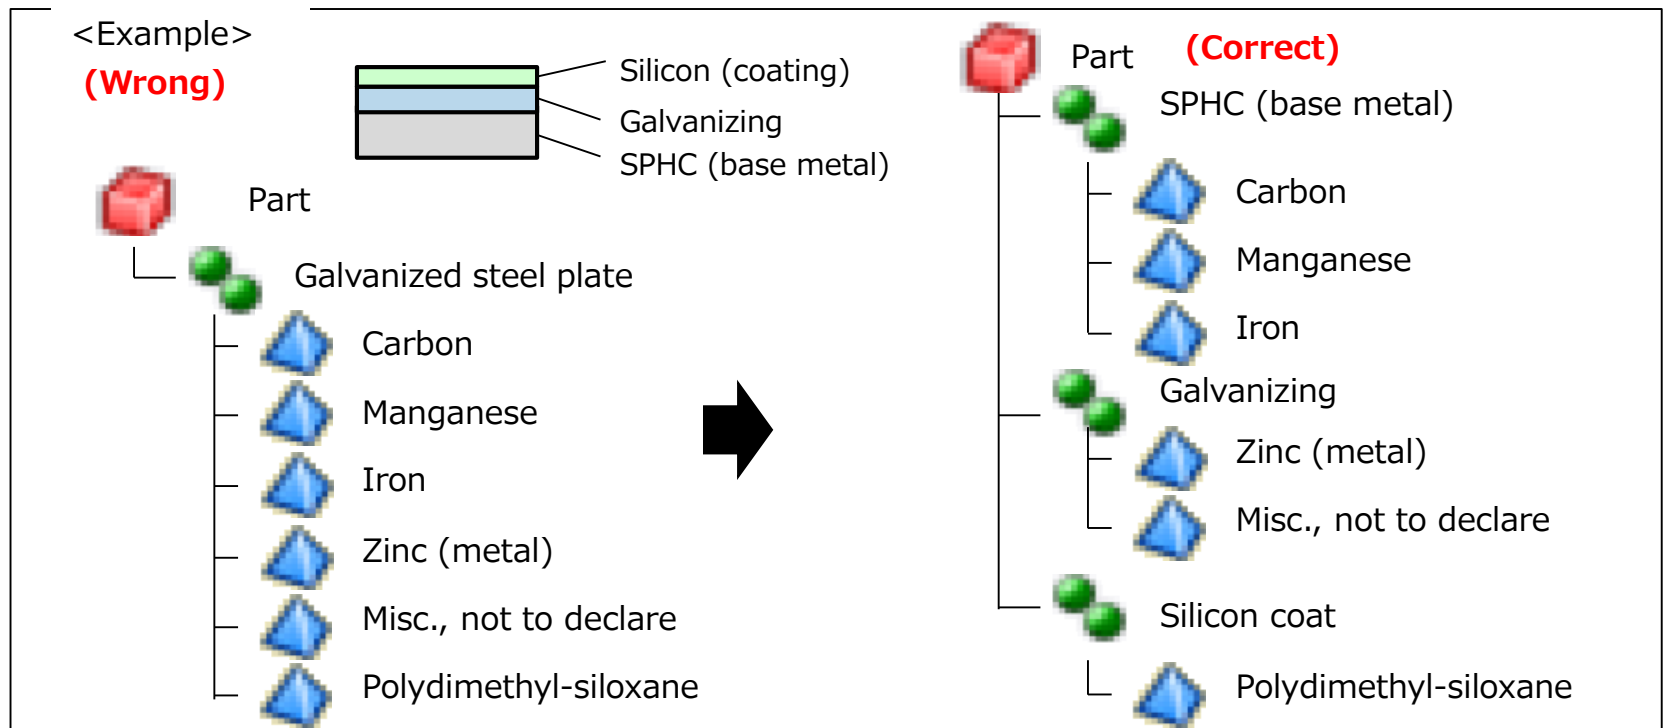 <Example>
(Wrong)
Silicon (coating)
Galvanizing
SPHC (base metal)
Part
Galvanized steel plate
Carbon
Manganese
Iron
Zinc (metal)
Misc., not to declare
Polydimethyl-siloxane
Part
(Correct)
SPHC (base metal)
Carbon
Manganese
Iron
Galvanizing
Zinc (metal)
Misc., not to declare
Silicon coat
Polydimethyl-siloxane